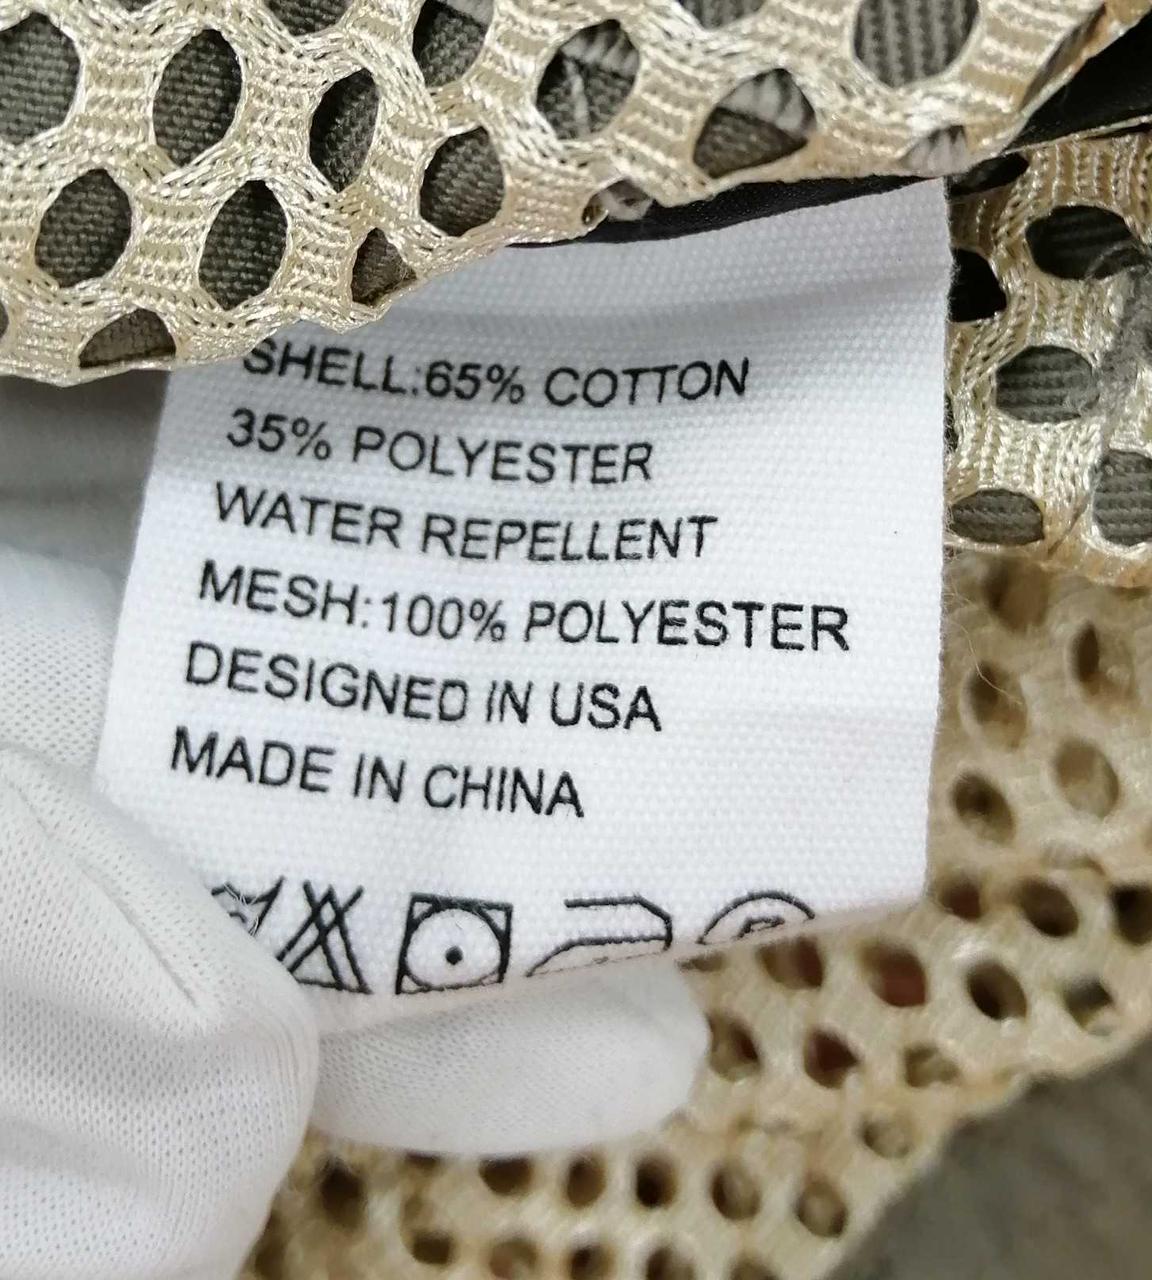 SHELL:65% COTTON
35% POLYESTER
WATER REPELLENT
MESH:100% POLYESTER
DESIGNED IN USA
MADE IN CHINA